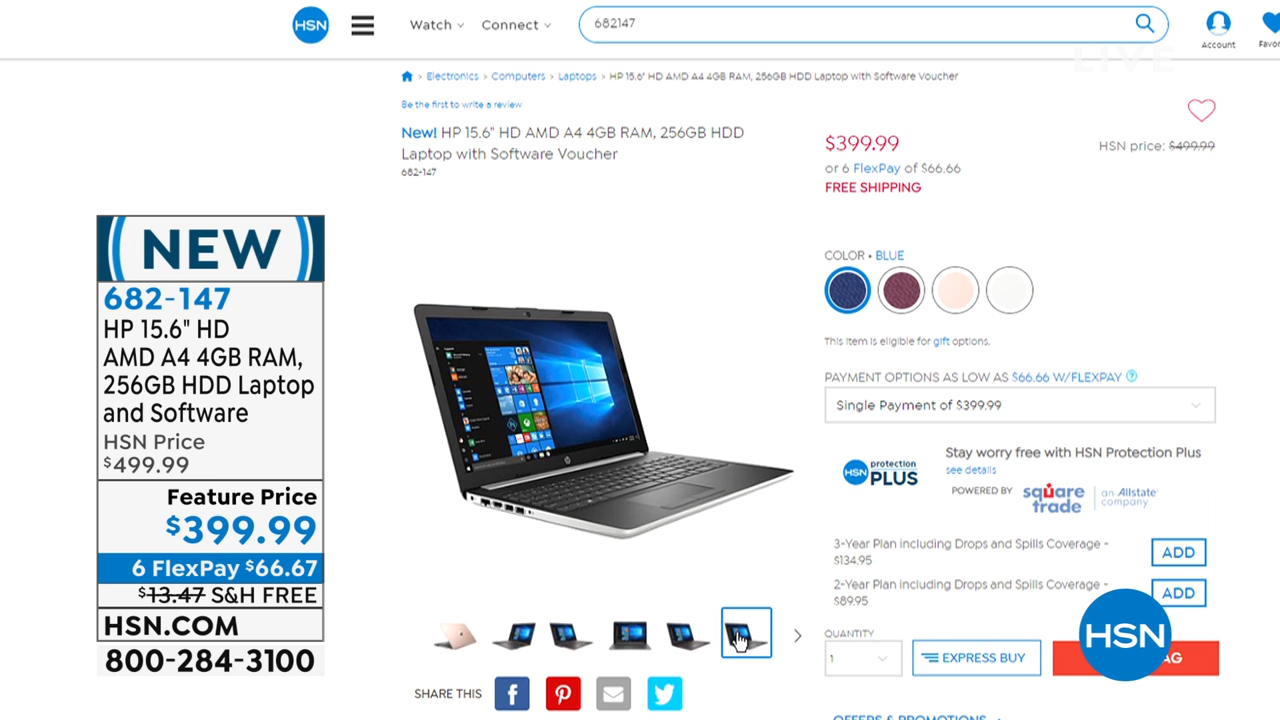 HSN
Watch
Connect
682147
Account
Favor
LIVE
Electronics > Computers > Laptops > HP 15.6" HD AMD A4 4GB RAM, 256GB HDD Laptop with Software Voucher
Be the first to write a review
New! HP 15.6" HD AMD A4 4GB RAM, 256GB HDD
Laptop with Software Voucher
682-147
$399.99
HSN price: $499.99
or 6 FlexPay of $66.66
FREE SHIPPING
COLOR • BLUE
This item is eligible for gift options.
PAYMENT OPTIONS AS LOW AS $66.66 W/FLEXPAY ?
Single Payment of $399.99
HSN protection PLUS
Stay worry free with HSN Protection Plus
see details
POWERED BY square trade | an Allstate company
3-Year Plan including Drops and Spills Coverage -
$134.95
ADD
2-Year Plan including Drops and Spills Coverage -
$89.95
ADD
QUANTITY
1
EXPRESS BUY
AG
HSN
OFFERS & PROMOTIONS
SHARE THIS
NEW
682-147
HP 15.6" HD
AMD A4 4GB RAM,
256GB HDD Laptop
and Software
HSN Price
$499.99
Feature Price
$399.99
6 FlexPay $66.67
$13.47 S&H FREE
HSN.COM
800-284-3100
hp